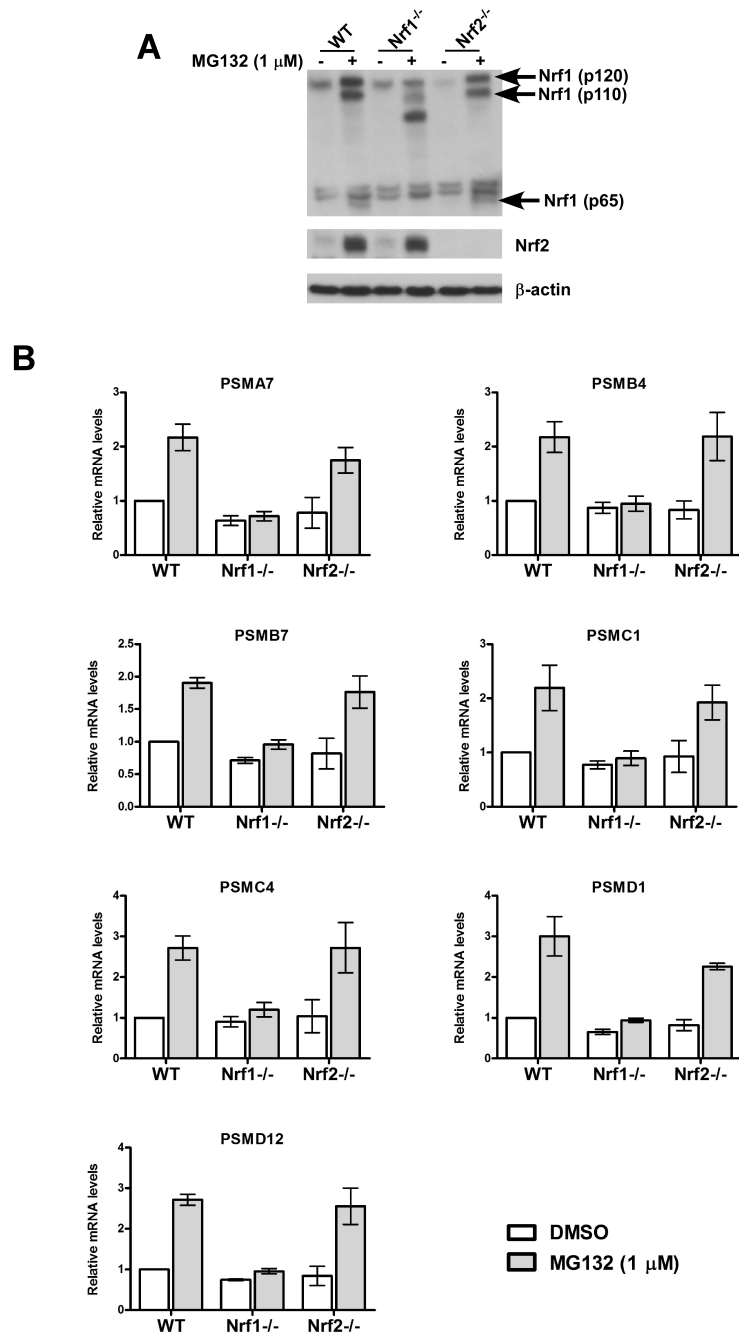 A
WT Nrf1-/- Nrf2-/-
MG132 (1 μM) - + - + - +
Nrf1 (p120)
Nrf1 (p110)
Nrf1 (p65)
Nrf2
β-actin
B
PSMA7
Relative mRNA levels
3
2
1
0
WT Nrf1-/- Nrf2-/-
PSMB4
Relative mRNA levels
3
2
1
0
WT Nrf1-/- Nrf2-/-
PSMB7
Relative mRNA levels
2.5
2.0
1.5
1.0
0.5
0.0
WT Nrf1-/- Nrf2-/-
PSMC1
Relative mRNA levels
3
2
1
0
WT Nrf1-/- Nrf2-/-
PSMC4
Relative mRNA levels
4
3
2
1
0
WT Nrf1-/- Nrf2-/-
PSMD1
Relative mRNA levels
4
3
2
1
0
WT Nrf1-/- Nrf2-/-
PSMD12
Relative mRNA levels
4
3
2
1
0
WT Nrf1-/- Nrf2-/-
DMSO
MG132 (1 μM)